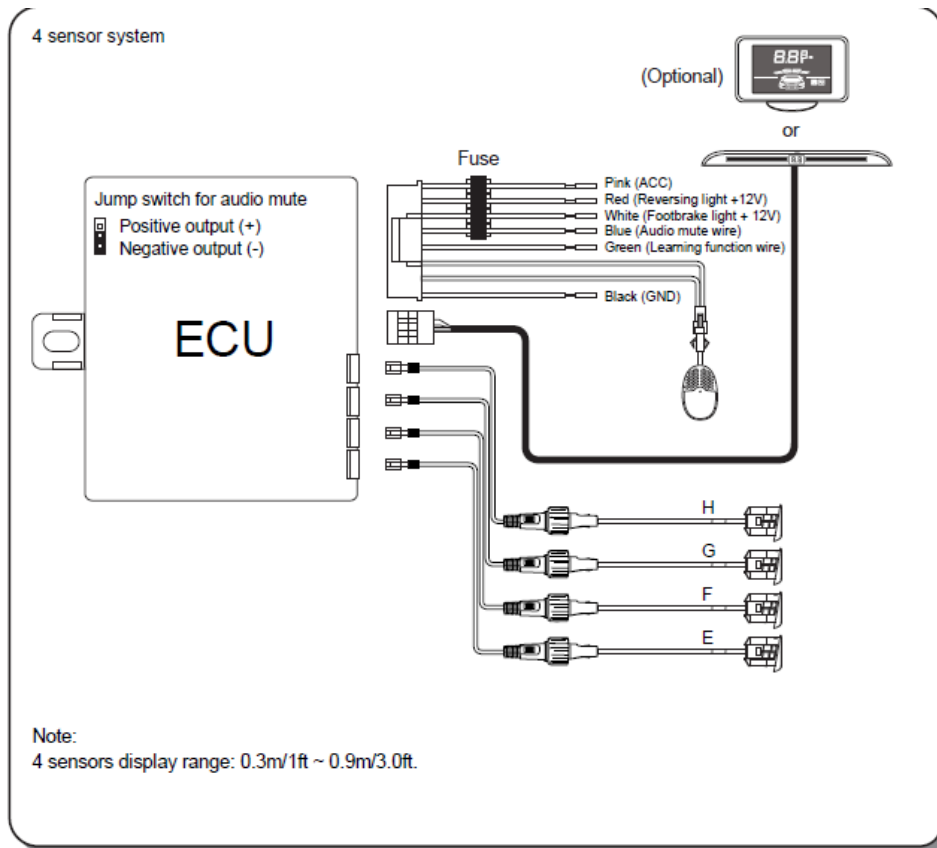 4 sensor system
(Optional)
or
Fuse
Pink (ACC)
Red (Reversing light +12V)
White (Footbrake light + 12V)
Blue (Audio mute wire)
Green (Learning function wire)
Black (GND)
Jump switch for audio mute
Positive output (+)
Negative output (-)
ECU
H
G
F
E
Note:
4 sensors display range: 0.3m/1ft ~ 0.9m/3.0ft.